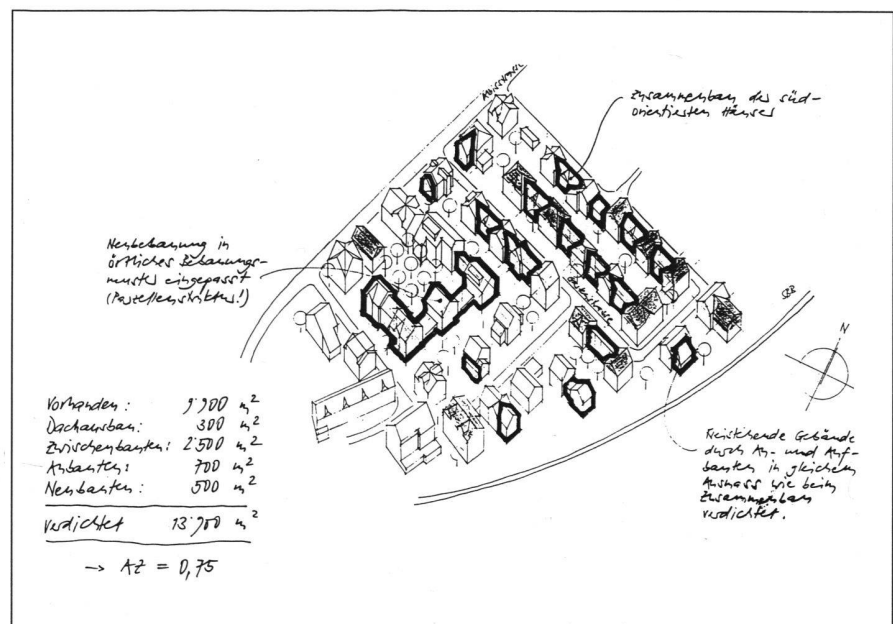 Zusammenbau der süd-
orientierten Häuser
Neubebauung in
örtliches Bebauungs-
muster eingepasst
(Parzellenstruktur!)
SBB
N
Vorhanden: 9'900 m²
Dachausbau: 300 m²
Zwischenbauten: 2'500 m²
Anbauten: 700 m²
Neubauten: 500 m²
verdichtet 13'900 m²
→ AZ = 0,75
Freistehende Gebäude
durch An- und Auf-
bauten in gleichem
Ausmass wie beim
Zusammenbau
verdichtet.